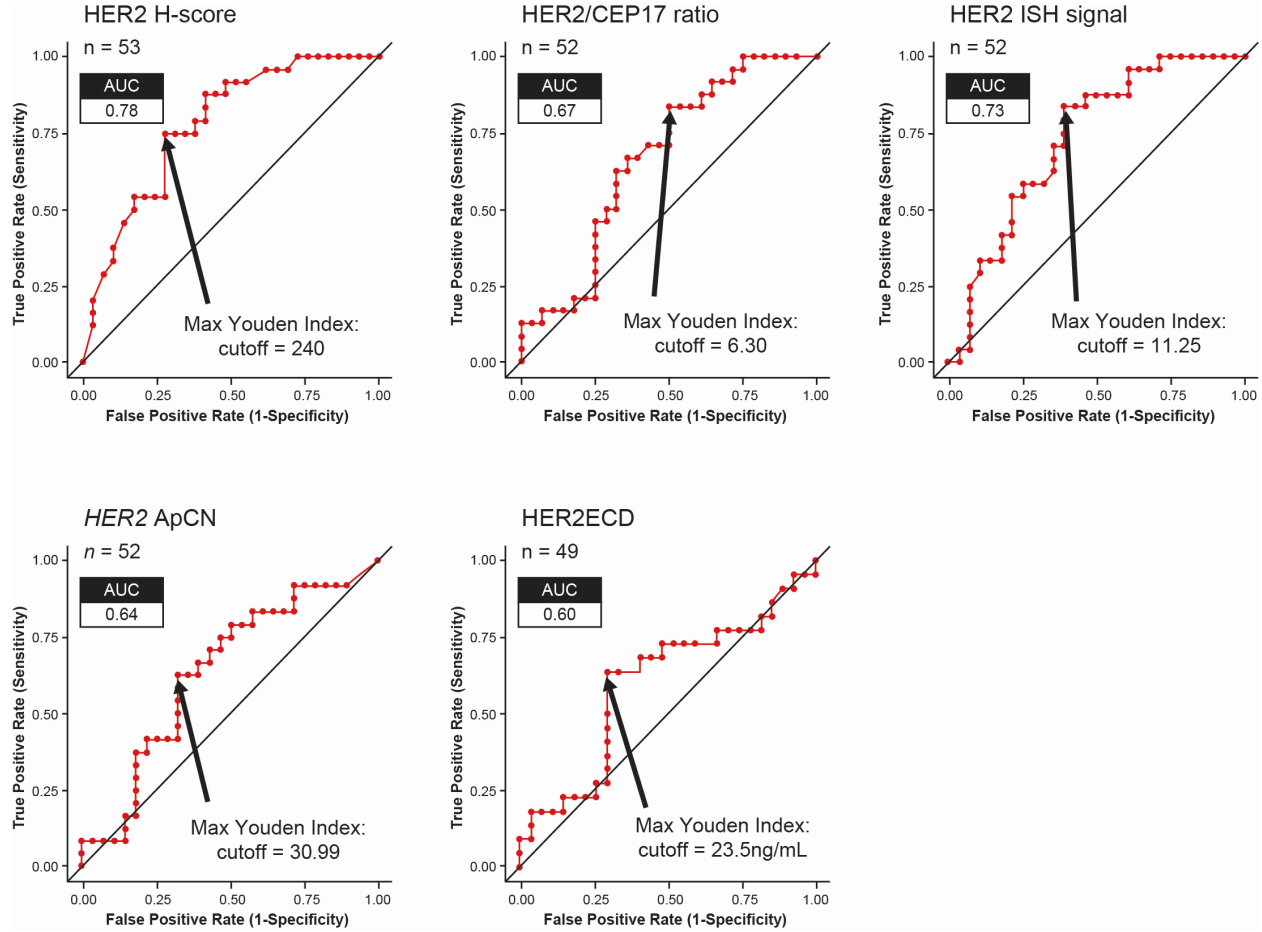 HER2 H-score
n = 53
AUC
0.78
1.00
0.75
0.50
0.25
0.00
True Positive Rate (Sensitivity)
Max Youden Index:
cutoff = 240
0.00 0.25 0.50 0.75 1.00
False Positive Rate (1-Specificity)
HER2/CEP17 ratio
n = 52
AUC
0.67
1.00
0.75
0.50
0.25
0.00
True Positive Rate (Sensitivity)
Max Youden Index:
cutoff = 6.30
0.00 0.25 0.50 0.75 1.00
False Positive Rate (1-Specificity)
HER2 ISH signal
n = 52
AUC
0.73
1.00
0.75
0.50
0.25
0.00
True Positive Rate (Sensitivity)
Max Youden Index:
cutoff = 11.25
0.00 0.25 0.50 0.75 1.00
False Positive Rate (1-Specificity)
HER2 ApCN
n = 52
AUC
0.64
1.00
0.75
0.50
0.25
0.00
True Positive Rate (Sensitivity)
Max Youden Index:
cutoff = 30.99
0.00 0.25 0.50 0.75 1.00
False Positive Rate (1-Specificity)
HER2ECD
n = 49
AUC
0.60
1.00
0.75
0.50
0.25
0.00
True Positive Rate (Sensitivity)
Max Youden Index:
cutoff = 23.5ng/mL
0.00 0.25 0.50 0.75 1.00
False Positive Rate (1-Specificity)